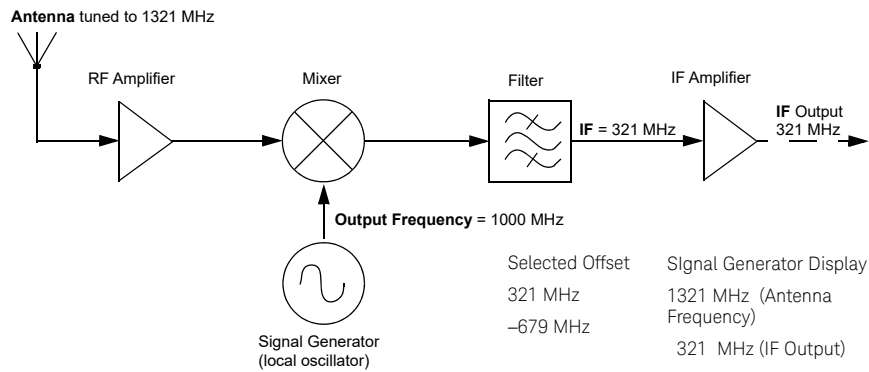 Antenna tuned to 1321 MHz
RF Amplifier
Mixer
Filter
IF Amplifier
IF = 321 MHz
IF Output
321 MHz
Output Frequency = 1000 MHz
Signal Generator
(local oscillator)
Selected Offset
321 MHz
–679 MHz
SIgnal Generator Display
1321 MHz (Antenna
Frequency)
321 MHz (IF Output)